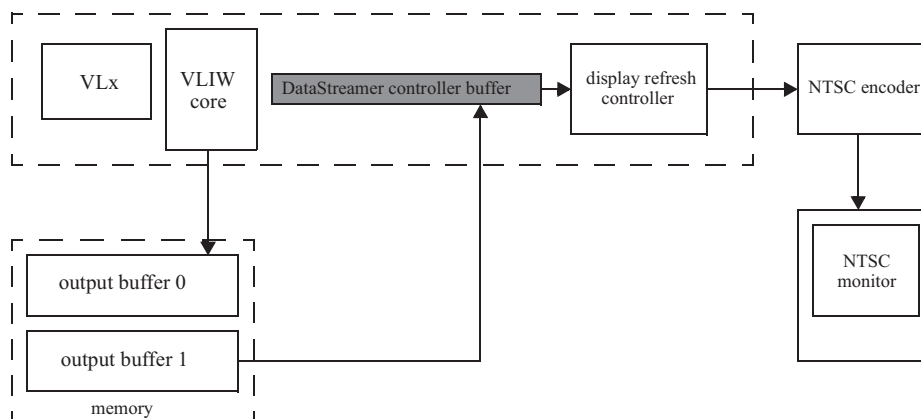 VLx
VLIW
core
DataStreamer controller buffer
display refresh
controller
NTSC encoder
output buffer 0
NTSC
monitor
output buffer 1
memory